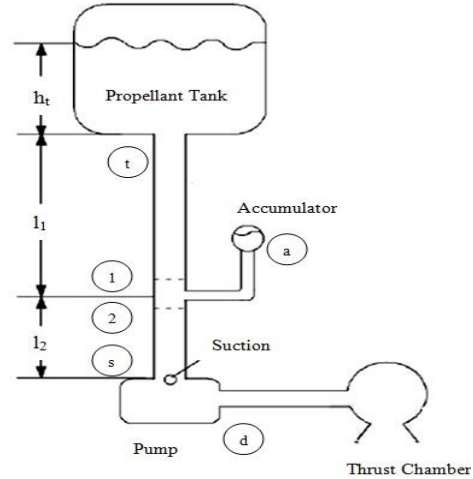 hₜ
Propellant Tank
t
l₁
Accumulator
a
1
2
l₂
s
Suction
Pump
d
Thrust Chamber